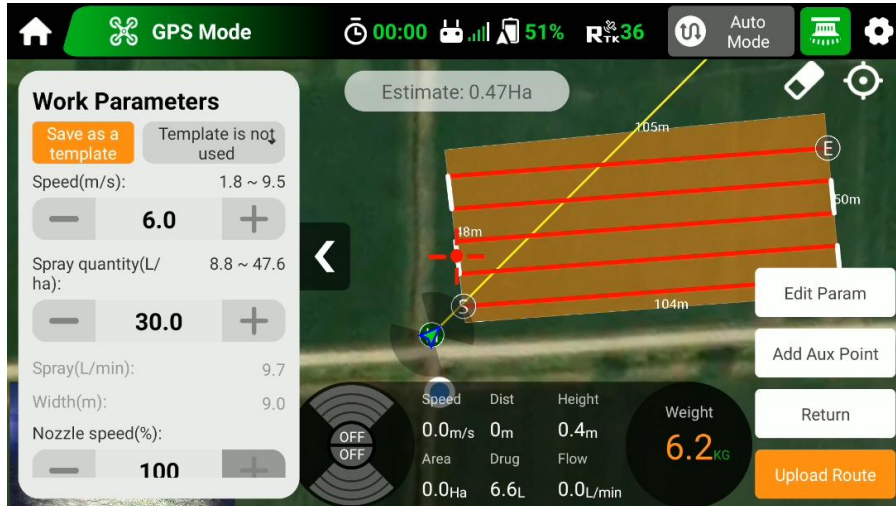 GPS Mode
00:00
51%
RTK 36
Auto
Mode
Work Parameters
Save as a
template
Template is not
used
Speed(m/s):
1.8 ~ 9.5
6.0
Spray quantity(L/
ha):
8.8 ~ 47.6
30.0
Spray(L/min):
9.7
Width(m):
9.0
Nozzle speed(%):
100
Estimate: 0.47Ha
105m
E
18m
S
104m
Edit Param
Add Aux Point
Return
Upload Route
OFF
OFF
Speed
Dist
Height
0.0m/s
0m
0.4m
Area
Drug
Flow
0.0Ha
6.6L
0.0L/min
Weight
6.2KG